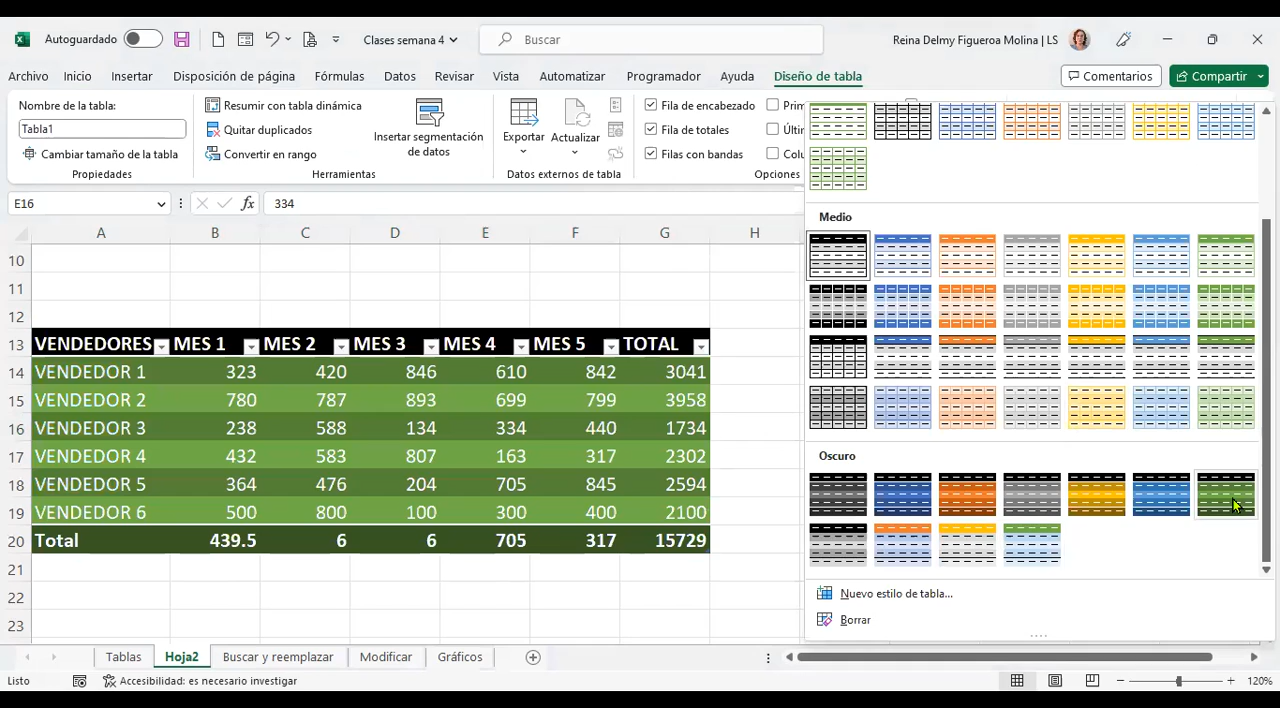 Autoguardado
Clases semana 4
Buscar
Reina Delmy Figueroa Molina | LS
Archivo Inicio Insertar Disposición de página Fórmulas Datos Revisar Vista Automatizar Programador Ayuda Diseño de tabla
Comentarios Compartir
Nombre de la tabla:
Tabla1
Cambiar tamaño de la tabla
Propiedad
Resumir con tabla dinámica
Quitar duplicados
Convertir en rango
Insertar segmentación
de datos
Herramientas
Exportar Actualizar
Datos externos de tabla
Fila de encabezado
Fila de totales
Filas con bandas
Opciones
E16 fx 334
A B C D E F G H
10
11
12
13 VENDEDORES MES 1 MES 2 MES 3 MES 4 MES 5 TOTAL
14 VENDEDOR 1 323 420 846 610 842 3041
15 VENDEDOR 2 780 787 893 699 799 3958
16 VENDEDOR 3 238 588 134 334 440 1734
17 VENDEDOR 4 432 583 807 163 317 2302
18 VENDEDOR 5 364 476 204 705 845 2594
19 VENDEDOR 6 500 800 100 300 400 2100
20 Total 439.5 6 6 705 317 15729
21
22
23
Medio
Oscuro
Nuevo estilo de tabla...
Borrar
Tablas Hoja2 Buscar y reemplazar Modificar Gráficos
Listo
Accesibilidad: es necesario investigar
120%